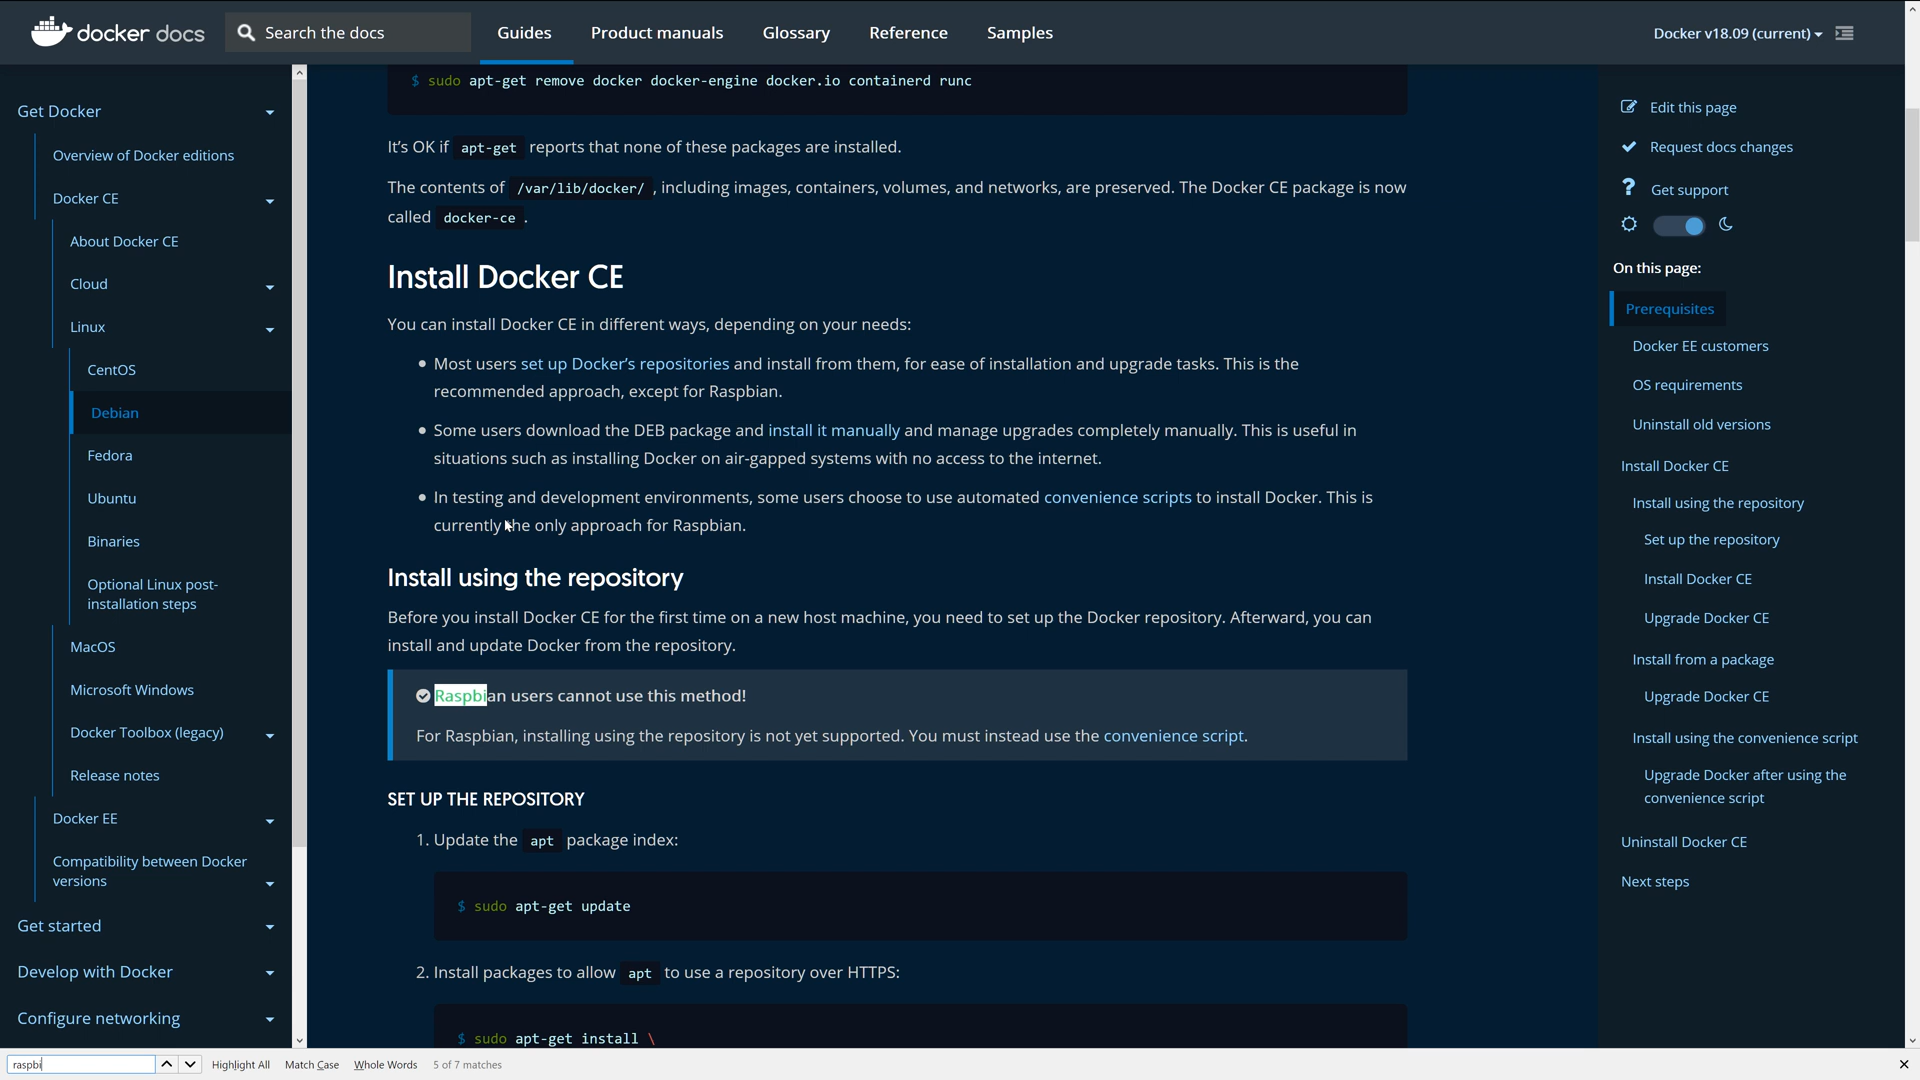 docker docs
Search the docs
Guides
Product manuals
Glossary
Reference
Samples
Docker v18.09 (current)
Get Docker
Overview of Docker editions
Docker CE
About Docker CE
Cloud
Linux
CentOS
Debian
Fedora
Ubuntu
Binaries
Optional Linux post-
installation steps
MacOS
Microsoft Windows
Docker Toolbox (legacy)
Release notes
Docker EE
Compatibility between Docker
versions
Get started
Develop with Docker
Configure networking
$ sudo apt-get remove docker docker-engine docker.io containerd runc
It's OK if apt-get reports that none of these packages are installed.
The contents of /var/lib/docker/ , including images, containers, volumes, and networks, are preserved. The Docker CE package is now
called docker-ce .
Install Docker CE
You can install Docker CE in different ways, depending on your needs:
• Most users set up Docker's repositories and install from them, for ease of installation and upgrade tasks. This is the
recommended approach, except for Raspbian.
• Some users download the DEB package and install it manually and manage upgrades completely manually. This is useful in
situations such as installing Docker on air-gapped systems with no access to the internet.
• In testing and development environments, some users choose to use automated convenience scripts to install Docker. This is
currently the only approach for Raspbian.
Install using the repository
Before you install Docker CE for the first time on a new host machine, you need to set up the Docker repository. Afterward, you can
install and update Docker from the repository.
Raspbian users cannot use this method!
For Raspbian, installing using the repository is not yet supported. You must instead use the convenience script.
SET UP THE REPOSITORY
1. Update the apt package index:
$ sudo apt-get update
2. Install packages to allow apt to use a repository over HTTPS:
$ sudo apt-get install \
Edit this page
Request docs changes
? Get support
On this page:
Prerequisites
Docker EE customers
OS requirements
Uninstall old versions
Install Docker CE
Install using the repository
Set up the repository
Install Docker CE
Upgrade Docker CE
Install from a package
Upgrade Docker CE
Install using the convenience script
Upgrade Docker after using the
convenience script
Uninstall Docker CE
Next steps
raspbi
Highlight All
Match Case
Whole Words
5 of 7 matches